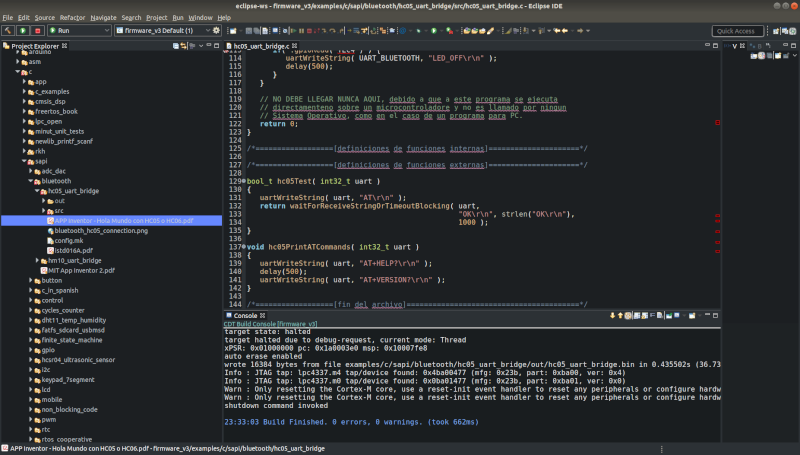 eclipse-ws - firmware_v3/examples/c/sapi/bluetooth/hc05_uart_bridge/src/hc05_uart_bridge.c - Eclipse IDE
File Edit Source Refactor Navigate Search Project Run Window Help
Run
firmware_v3 Default (1)
Quick Access
Project Explorer
asm
c
app
c_examples
cmsis_dsp
freertos_book
lpc_open
minut_unit_tests
newlib_printf_scanf
rkh
sapi
adc_dac
bluetooth
hc05_uart_bridge
out
src
APP Inventor - Hola Mundo con HC05 o HC06.pdf
bluetooth_hc05_connection.png
config.mk
istd016A.pdf
hm10_uart_bridge
MIT App Inventor 2.pdf
button
c_in_spanish
control
cycles_counter
dht11_temp_humidity
fatfs_sdcard_usbmsd
finite_state_machine
gpio
hcsr04_ultrasonic_sensor
i2c
keypad_7segment
lcd
mobile
non_blocking_code
pwm
rtc
rtos_cooperative
hc05_uart_bridge.c
114 uartWriteString( UART_BLUETOOTH, "LED_OFF\r\n" );
115 delay(500);
116 }
117 }
118
119 // NO DEBE LLEGAR NUNCA AQUI, debido a que a este programa se ejecuta
120 // directamenteno sobre un microcontroladore y no es llamado por ningun
121 // Sistema Operativo, como en el caso de un programa para PC.
122 return 0;
123 }
124
125 /*==================[definiciones de funciones internas]=====================*/
126
127 /*==================[definiciones de funciones externas]=====================*/
128
129 bool_t hc05Test( int32_t uart )
130 {
131 uartWriteString( uart, "AT\r\n" );
132 return waitForReceiveStringOrTimeoutBlocking( uart,
133 "OK\r\n", strlen("OK\r\n"),
134 1000 );
135 }
136
137 void hc05PrintATCommands( int32_t uart )
138 {
139 uartWriteString( uart, "AT+HELP?\r\n" );
140 delay(500);
141 uartWriteString( uart, "AT+VERSION?\r\n" );
142 }
143
144 /*==================[fin del archivo]========================================*/
Console
CDT Build Console [firmware_v3]
target state: halted
target halted due to debug-request, current mode: Thread
xPSR: 0x01000000 pc: 0x1a0003e0 msp: 0x10007fe8
auto erase enabled
wrote 16384 bytes from file examples/c/sapi/bluetooth/hc05_uart_bridge/out/hc05_uart_bridge.bin in 0.435502s (36.73
Info : JTAG tap: lpc4337.m4 tap/device found: 0x4ba00477 (mfg: 0x23b, part: 0xba00, ver: 0x4)
Info : JTAG tap: lpc4337.m0 tap/device found: 0x0ba01477 (mfg: 0x23b, part: 0xba01, ver: 0x0)
Warn : Only resetting the Cortex-M core, use a reset-init event handler to reset any peripherals or configure hardw
Warn : Only resetting the Cortex-M core, use a reset-init event handler to reset any peripherals or configure hardw
shutdown command invoked
23:33:03 Build Finished. 0 errors, 0 warnings. (took 662ms)
APP Inventor - Hola Mundo con HC05 o HC06.pdf - firmware_v3/examples/c/sapi/bluetooth/hc05_uart_bridge